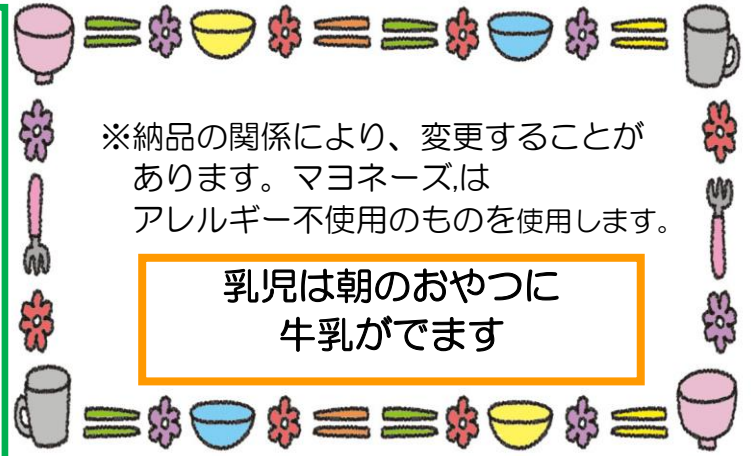 ※納品の関係により、変更することが
あります。マヨネーズ,は
アレルギー不使用のものを使用します。
乳児は朝のおやつに
牛乳がでます